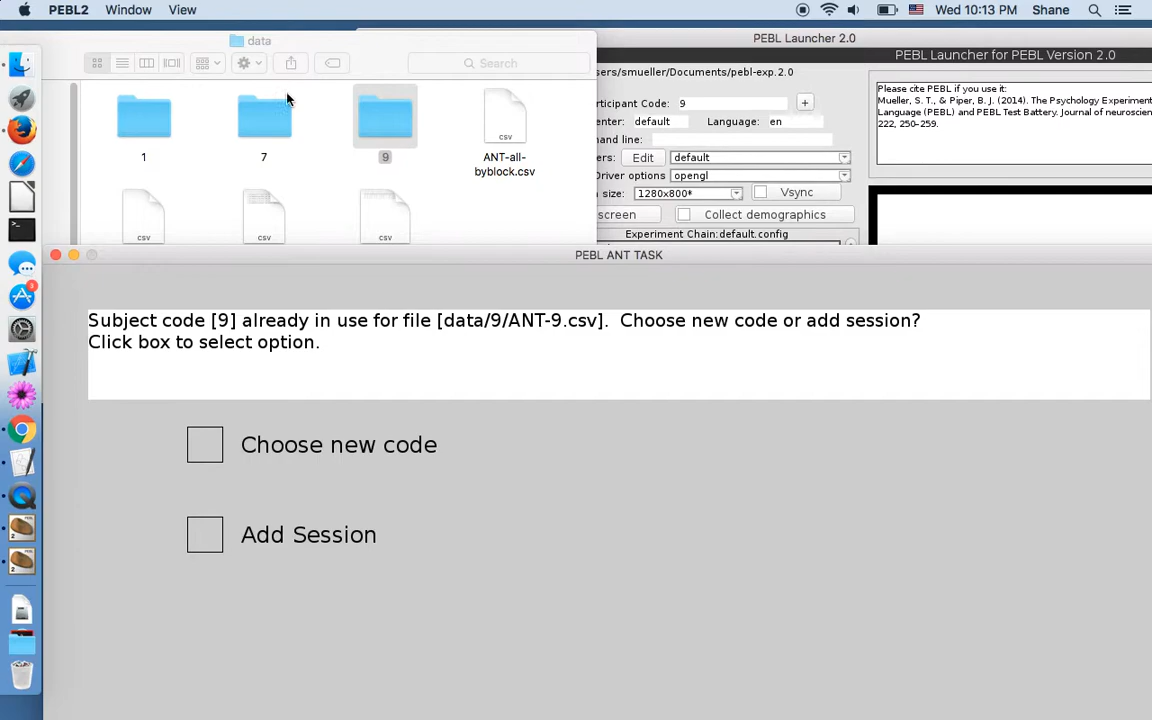 PEBL2 Window View Wed 10:13 PM Shane
data
PEBL Launcher 2.0
Search
PEBL Launcher for PEBL Version 2.0
sers/smueller/Documents/pebl-exp.2.0
Please cite PEBL if you use it:
Mueller, S. T., & Piper, B. J. (2014). The Psychology Experiment
Language (PEBL) and PEBL Test Battery. Journal of neuroscien
222, 250-259.
articipant Code: 9 +
enter: default Language: en
mand line:
ers: Edit default
Driver options opengl
n size: 1280x800* Vsync
screen Collect demographics
Experiment Chain:default.config
1 7 9 ANT-all-
byblock.csv
CSV
CSV CSV CSV
3
PEBL ANT TASK
Subject code [9] already in use for file [data/9/ANT-9.csv]. Choose new code or add session?
Click box to select option.
Choose new code
Add Session